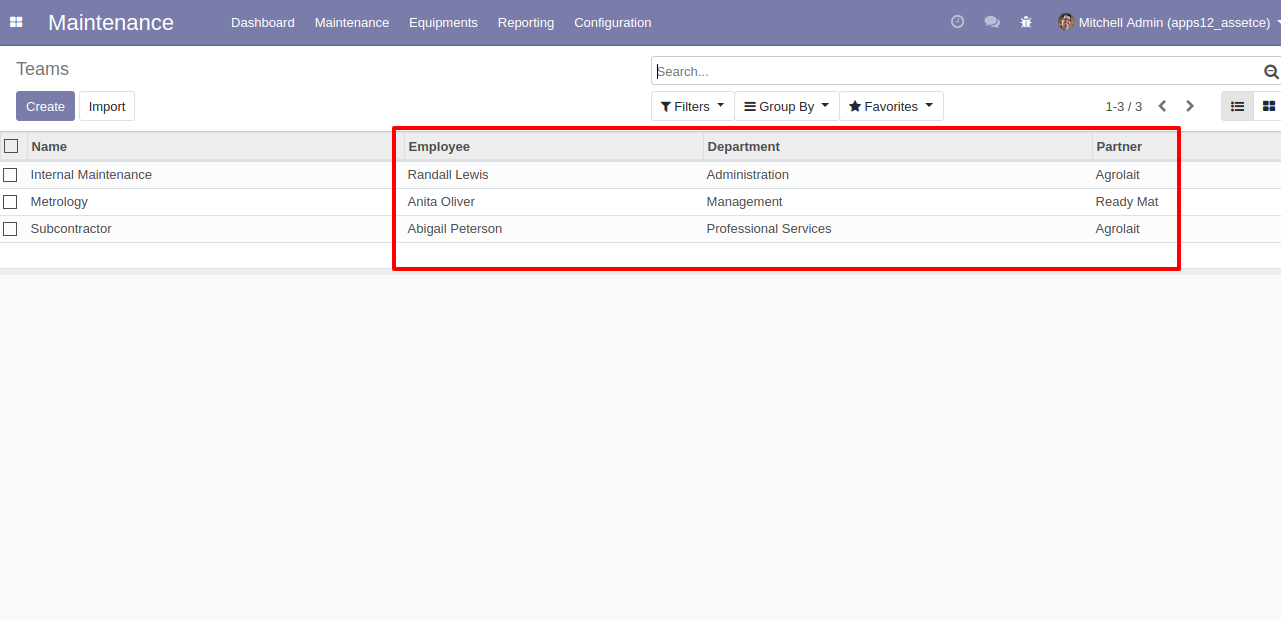 Maintenance Dashboard Maintenance Equipments Reporting Configuration Mitchell Admin (apps12_assetce)
Teams
Search...
Create Import Filters Group By Favorites 1-3 / 3
Name Employee Department Partner
Internal Maintenance Randall Lewis Administration Agrolait
Metrology Anita Oliver Management Ready Mat
Subcontractor Abigail Peterson Professional Services Agrolait